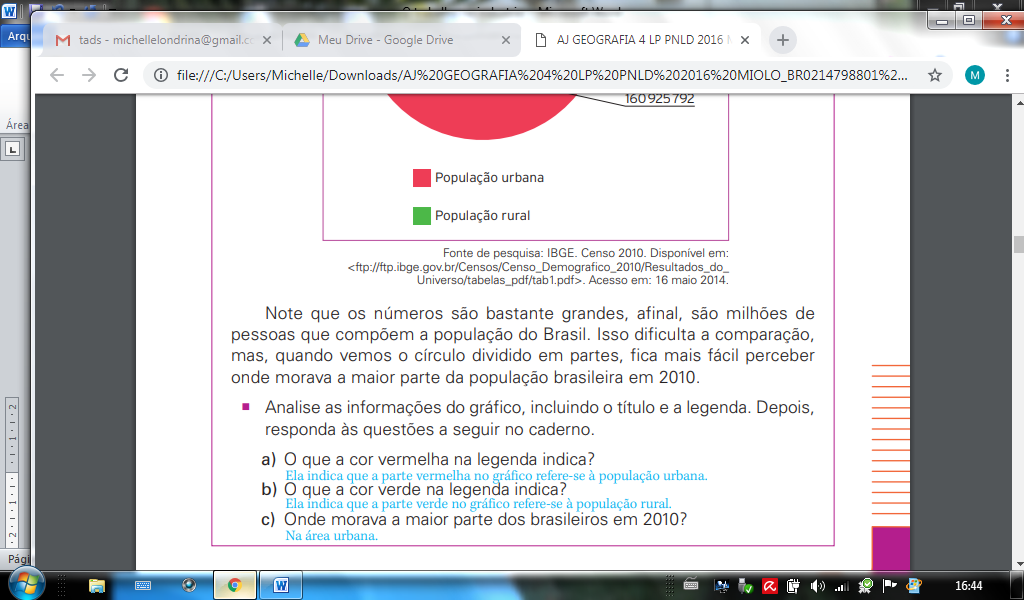 tads - michellelondrina@gmail.c
Meu Drive - Google Drive
AJ GEOGRAFIA 4 LP PNLD 2016
Arqu
file:///C:/Users/Michelle/Downloads/AJ%20GEOGRAFIA%204%20LP%20PNLD%202016%20MIOLO_BR0214798801%2...
M
Área
160 925 792
População urbana
População rural
Fonte de pesquisa: IBGE. Censo 2010. Disponível em:
<ftp://ftp.ibge.gov.br/Censos/Censo_Demografico_2010/Resultados_do_
Universo/tabelas_pdf/tab1.pdf>. Acesso em: 16 maio 2014.
Note que os números são bastante grandes, afinal, são milhões de
pessoas que compõem a população do Brasil. Isso dificulta a comparação,
mas, quando vemos o círculo dividido em partes, fica mais fácil perceber
onde morava a maior parte da população brasileira em 2010.
Analise as informações do gráfico, incluindo o título e a legenda. Depois,
responda às questões a seguir no caderno.
a) O que a cor vermelha na legenda indica?
Ela indica que a parte vermelha no gráfico refere-se à população urbana.
b) O que a cor verde na legenda indica?
Ela indica que a parte verde no gráfico refere-se à população rural.
c) Onde morava a maior parte dos brasileiros em 2010?
Na área urbana.
Pági
16:44